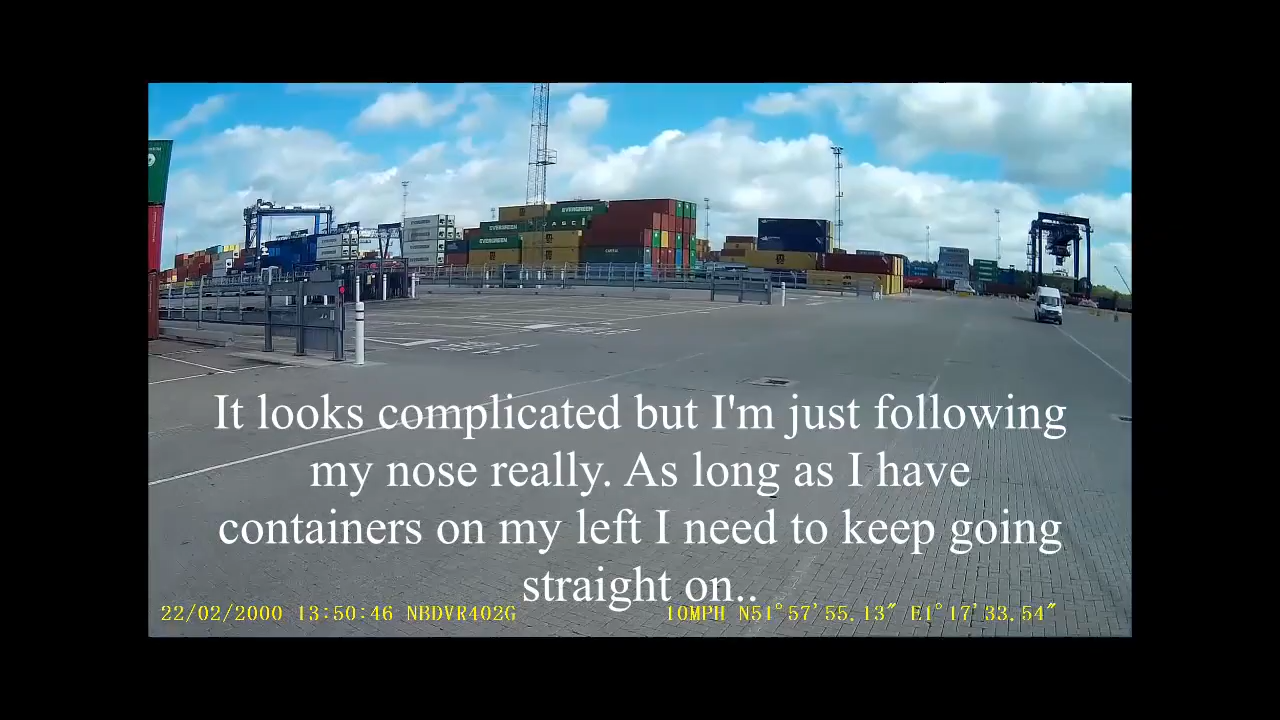 EVERGREEN
EVERGREEN
EVERGREEN
It looks complicated but I'm just following
my nose really. As long as I have
containers on my left I need to keep going
straight on..
22/02/2000 13:50:46 NBDVR402G 10MPH N51°57'55.13" E1°17'33.54"